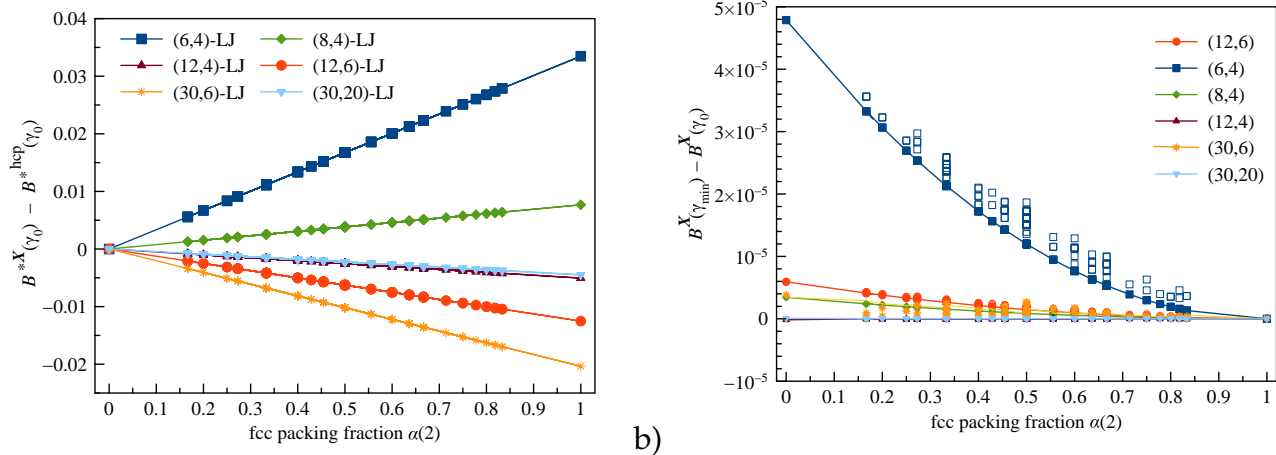 0.04
0.03
0.02
0.01
0
−0.01
−0.02
B*X(γ0) − B*hcp(γ0)
(6,4)-LJ
(8,4)-LJ
(12,4)-LJ
(12,6)-LJ
(30,6)-LJ
(30,20)-LJ
0 0.1 0.2 0.3 0.4 0.5 0.6 0.7 0.8 0.9 1
fcc packing fraction α(2)
b)
5×10⁻⁵
4×10⁻⁵
3×10⁻⁵
2×10⁻⁵
1×10⁻⁵
0
−10⁻⁵
BX(γmin) − BX(γ0)
(12,6)
(6,4)
(8,4)
(12,4)
(30,6)
(30,20)
0 0.1 0.2 0.3 0.4 0.5 0.6 0.7 0.8 0.9 1
fcc packing fraction α(2)